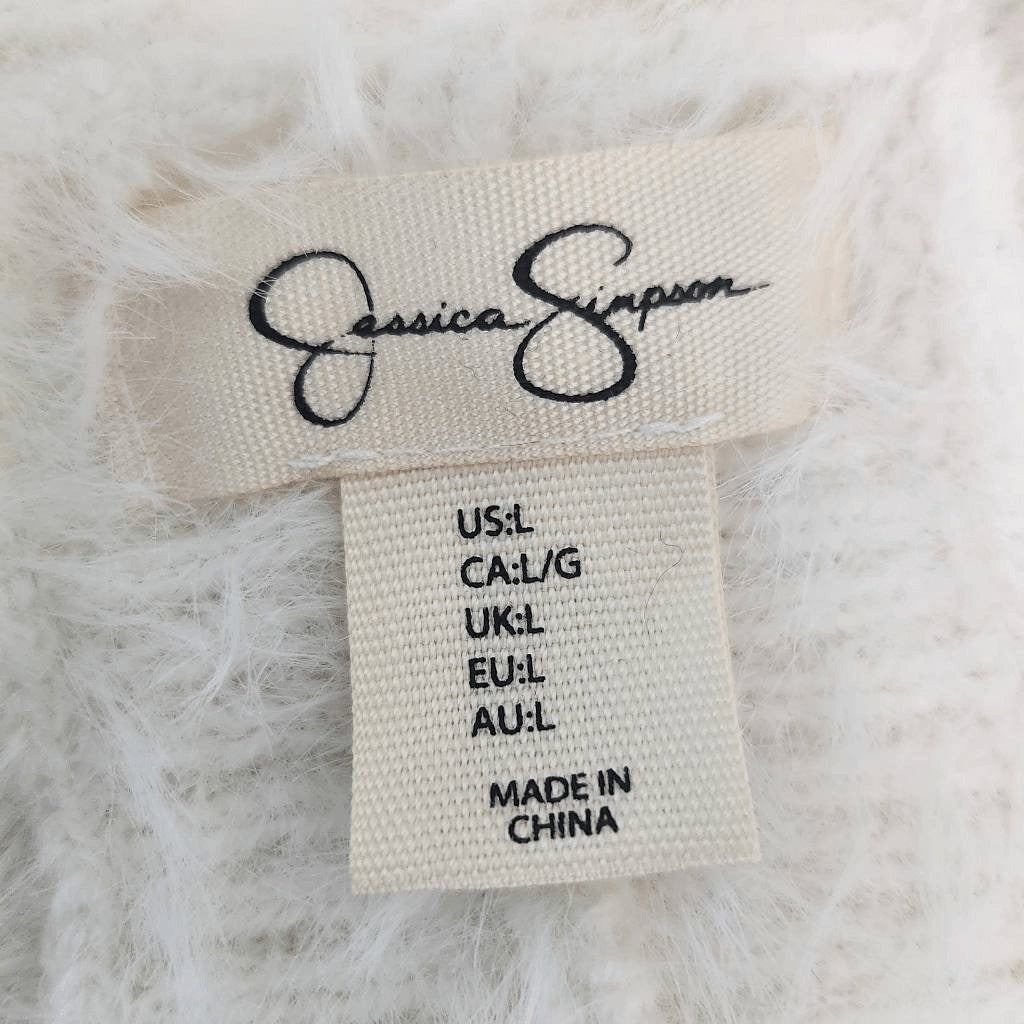 Jessica Simpson
US:L
CA:L/G
UK:L
EU:L
AU:L
MADE IN
CHINA